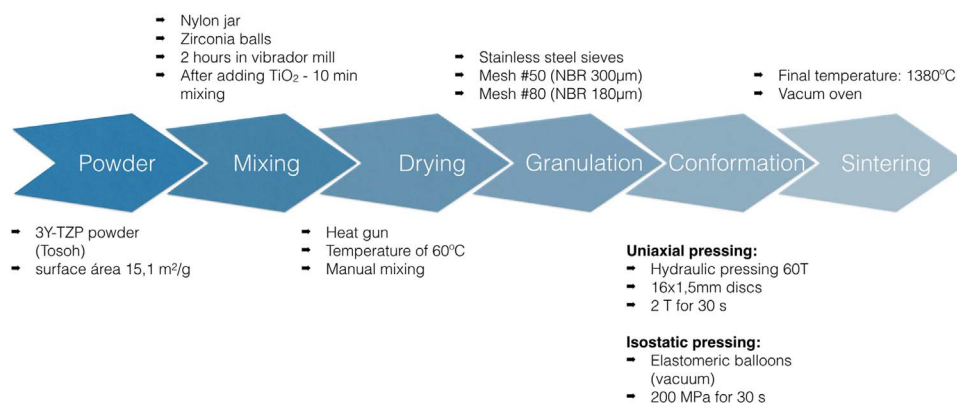 ➡ Nylon jar
➡ Zirconia balls
➡ 2 hours in vibrador mill
➡ After adding TiO₂ - 10 min
mixing
➡ Stainless steel sieves
➡ Mesh #50 (NBR 300µm)
➡ Mesh #80 (NBR 180µm)
➡ Final temperature: 1380ºC
➡ Vacum oven
Powder
Mixing
Drying
Granulation
Conformation
Sintering
➡ 3Y-TZP powder
(Tosoh)
➡ surface área 15,1 m²/g
➡ Heat gun
➡ Temperature of 60ºC
➡ Manual mixing
Uniaxial pressing:
➡ Hydraulic pressing 60T
➡ 16x1,5mm discs
➡ 2 T for 30 s
Isostatic pressing:
➡ Elastomeric balloons
(vacuum)
➡ 200 MPa for 30 s